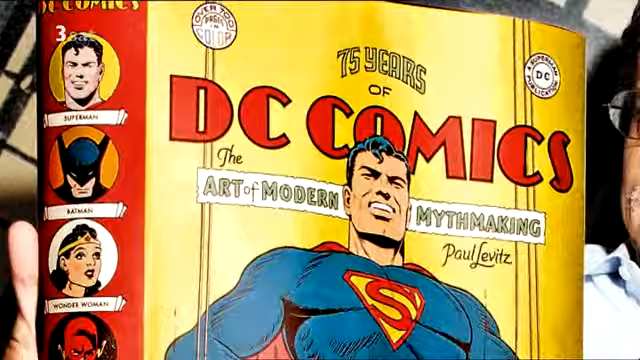 DC COMICS
3sat
OVER 700
PAGES
IN
COLOR
75 YEARS
OF
DC COMICS
The
ART of MODERN
MYTHMAKING
Paul Levitz
A SUPERMAN
DC
PUBLICATION
SUPERMAN
BATMAN
WONDER WOMAN
S